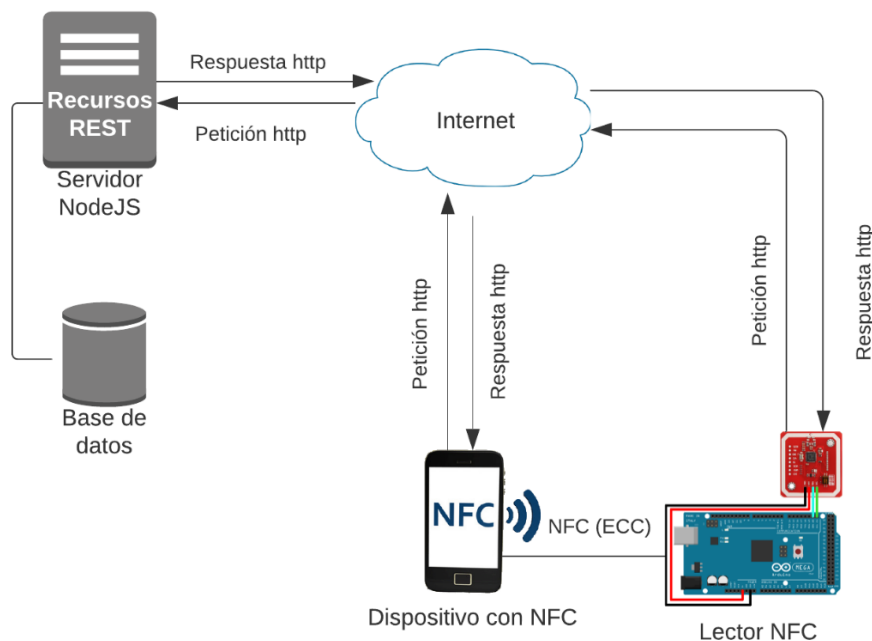 Respuesta http
Recursos
REST
Petición http
Internet
Servidor
NodeJS
Petición http
Respuesta http
Petición http
Respuesta http
Base de
datos
NFC
NFC (ECC)
MEGA
Dispositivo con NFC
Lector NFC